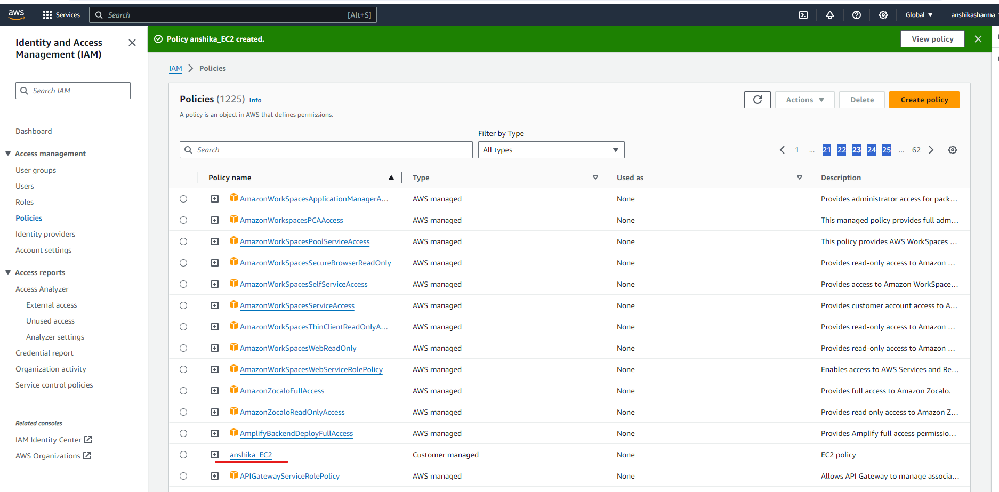 aws
Services
Search
[Alt+S]
Global
anshikasharma
Identity and Access
Management (IAM)
Search IAM
Dashboard
Access management
User groups
Users
Roles
Policies
Identity providers
Account settings
Access reports
Access Analyzer
External access
Unused access
Analyzer settings
Credential report
Organization activity
Service control policies
Related consoles
IAM Identity Center
AWS Organizations
Policy anshika_EC2 created.
View policy
IAM > Policies
Policies (1225) Info
A policy is an object in AWS that defines permissions.
Actions
Delete
Create policy
Filter by Type
Search
All types
1 ... 21 22 23 24 25 ... 62
Policy name Type Used as Description
AmazonWorkSpacesApplicationManagerA... AWS managed None Provides administrator access for pack...
AmazonWorkspacesPCAAccess AWS managed None This managed policy provides full adm...
AmazonWorkSpacesPoolServiceAccess AWS managed None This policy provides AWS WorkSpaces ...
AmazonWorkSpacesSecureBrowserReadOnly AWS managed None Provides read-only access to Amazon ...
AmazonWorkSpacesSelfServiceAccess AWS managed None Provides access to Amazon WorkSpace...
AmazonWorkSpacesServiceAccess AWS managed None Provides customer account access to A...
AmazonWorkSpacesThinClientReadOnlyA... AWS managed None Provides read-only access to Amazon ...
AmazonWorkSpacesWebReadOnly AWS managed None Provides read-only access to Amazon ...
AmazonWorkSpacesWebServiceRolePolicy AWS managed None Enables access to AWS Services and Re...
AmazonZocaloFullAccess AWS managed None Provides full access to Amazon Zocalo.
AmazonZocaloReadOnlyAccess AWS managed None Provides read only access to Amazon Z...
AmplifyBackendDeployFullAccess AWS managed None Provides Amplify full access permissio...
anshika_EC2 Customer managed None EC2 policy
APIGatewayServiceRolePolicy AWS managed None Allows API Gateway to manage associa...